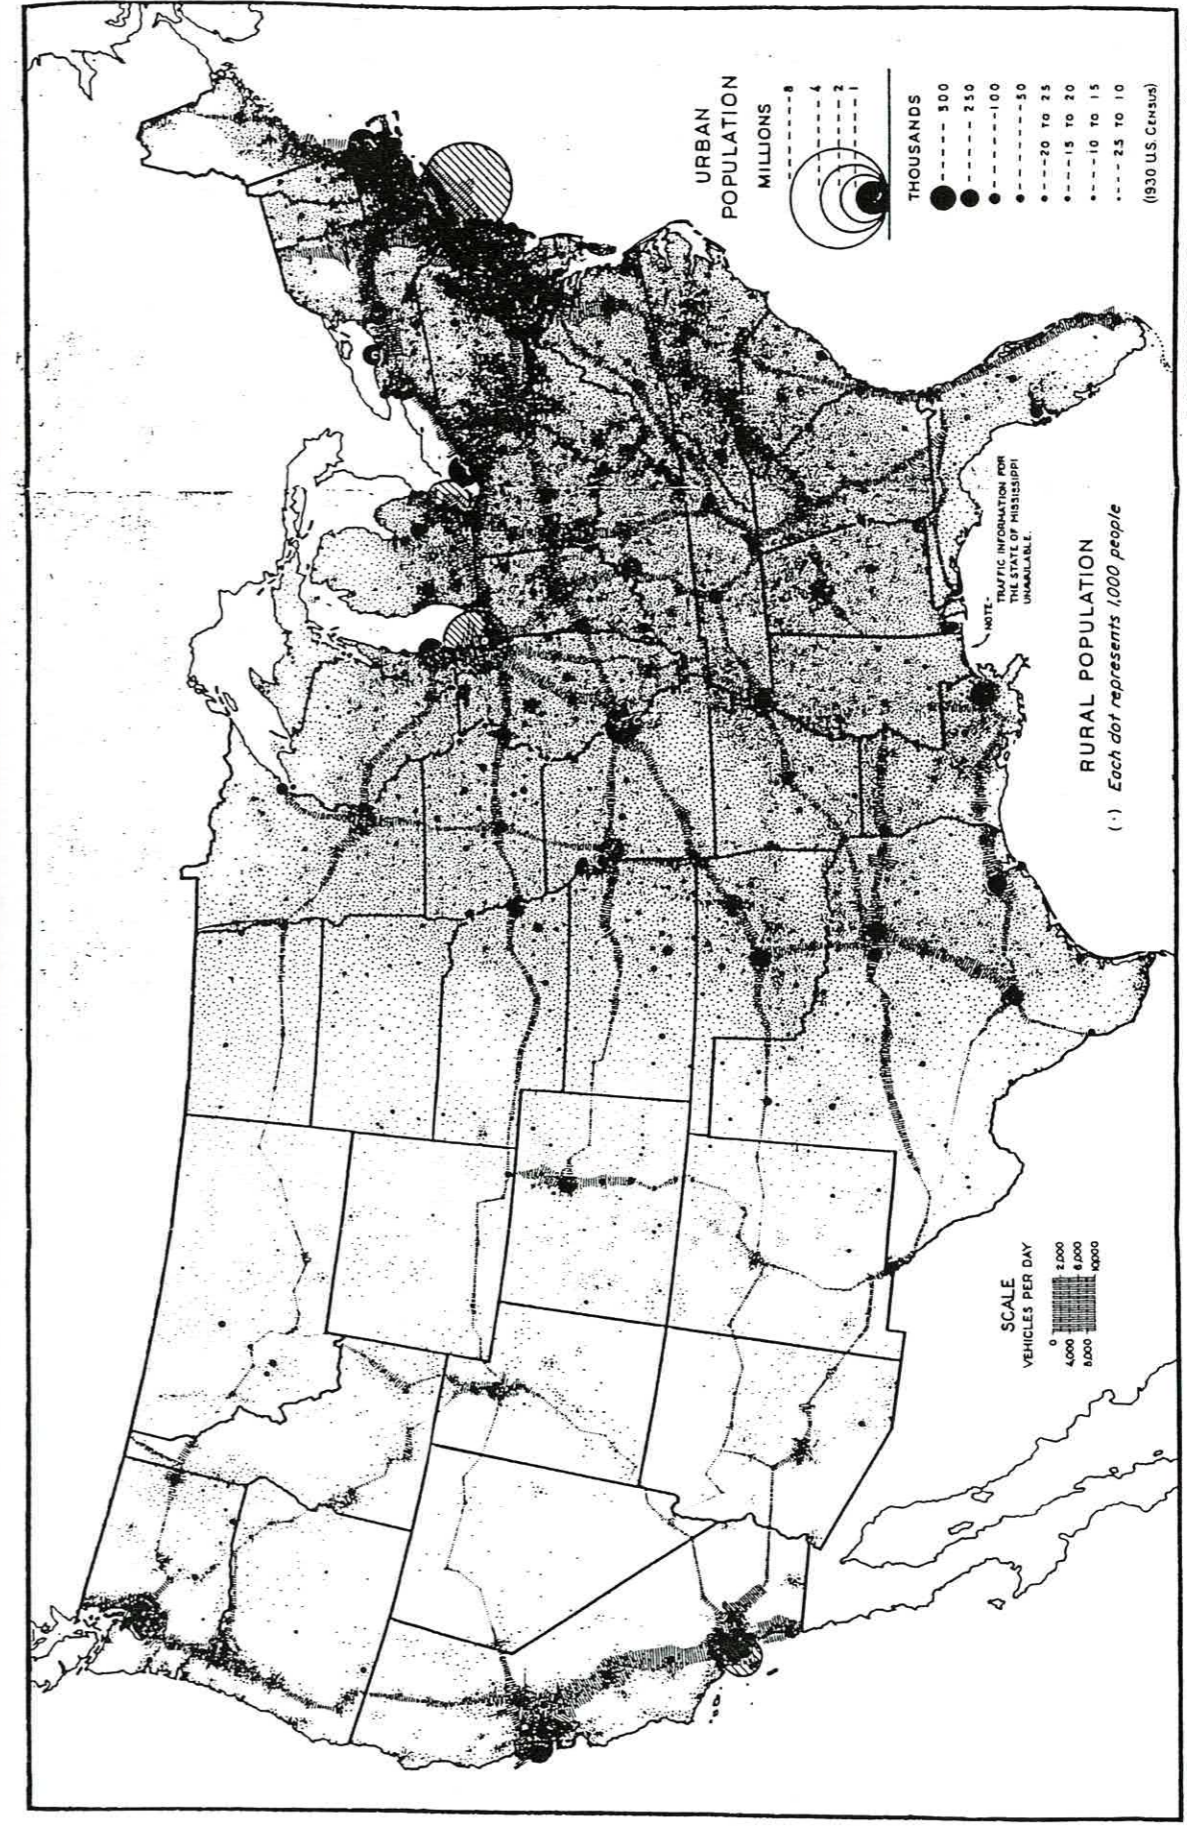 URBAN
POPULATION
MILLIONS
8
4
2
1
THOUSANDS
500
250
100
50
20 TO 25
15 TO 20
10 TO 15
2.5 TO 10
(1930 U.S. CENSUS)
NOTE-
TRAFFIC INFORMATION FOR
THE STATE OF MISSISSIPPI
UNAVAILABLE.
RURAL POPULATION
(·) Each dot represents 1,000 people
SCALE
VEHICLES PER DAY
0
2,000
4,000
6,000
8,000
10,000